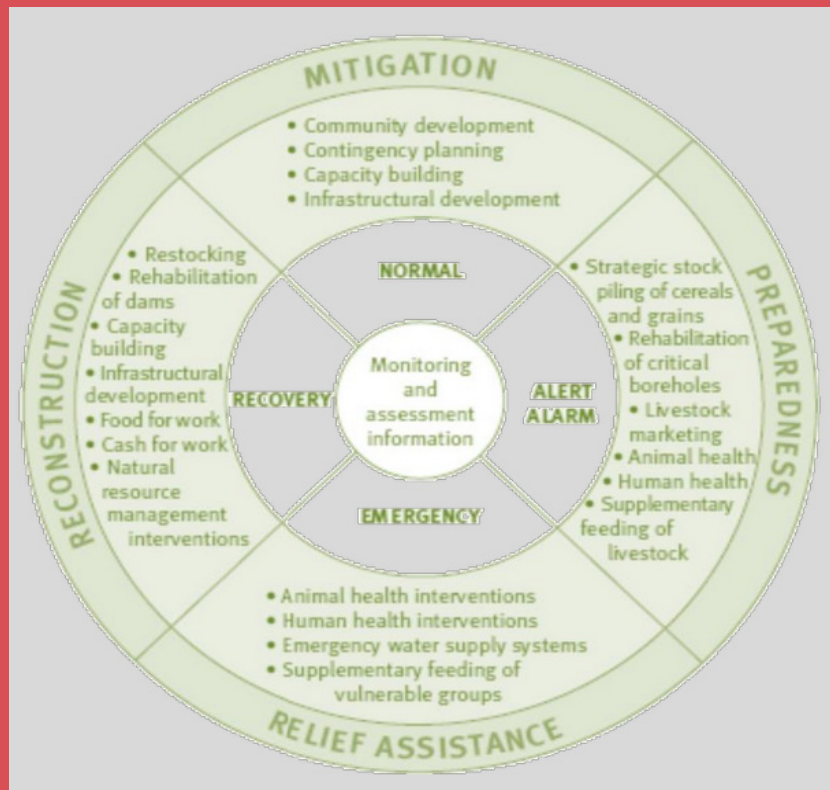 MITIGATION
• Community development
• Contingency planning
• Capacity building
• Infrastructural development
NORMAL
PREPAREDNESS
• Strategic stock
piling of cereals
and grains
• Rehabilitation
of critical
boreholes
• Livestock
marketing
• Animal health
• Human health
• Supplementary
feeding of
livestock
ALERT
ALARM
RECONSTRUCTION
• Restocking
• Rehabilitation
of dams
• Capacity
building
• Infrastructural
development
• Food for work
• Cash for work
• Natural
resource
management
interventions
RECOVERY
Monitoring
and
assessment
information
EMERGENCY
• Animal health interventions
• Human health interventions
• Emergency water supply systems
• Supplementary feeding of
vulnerable groups
RELIEF ASSISTANCE